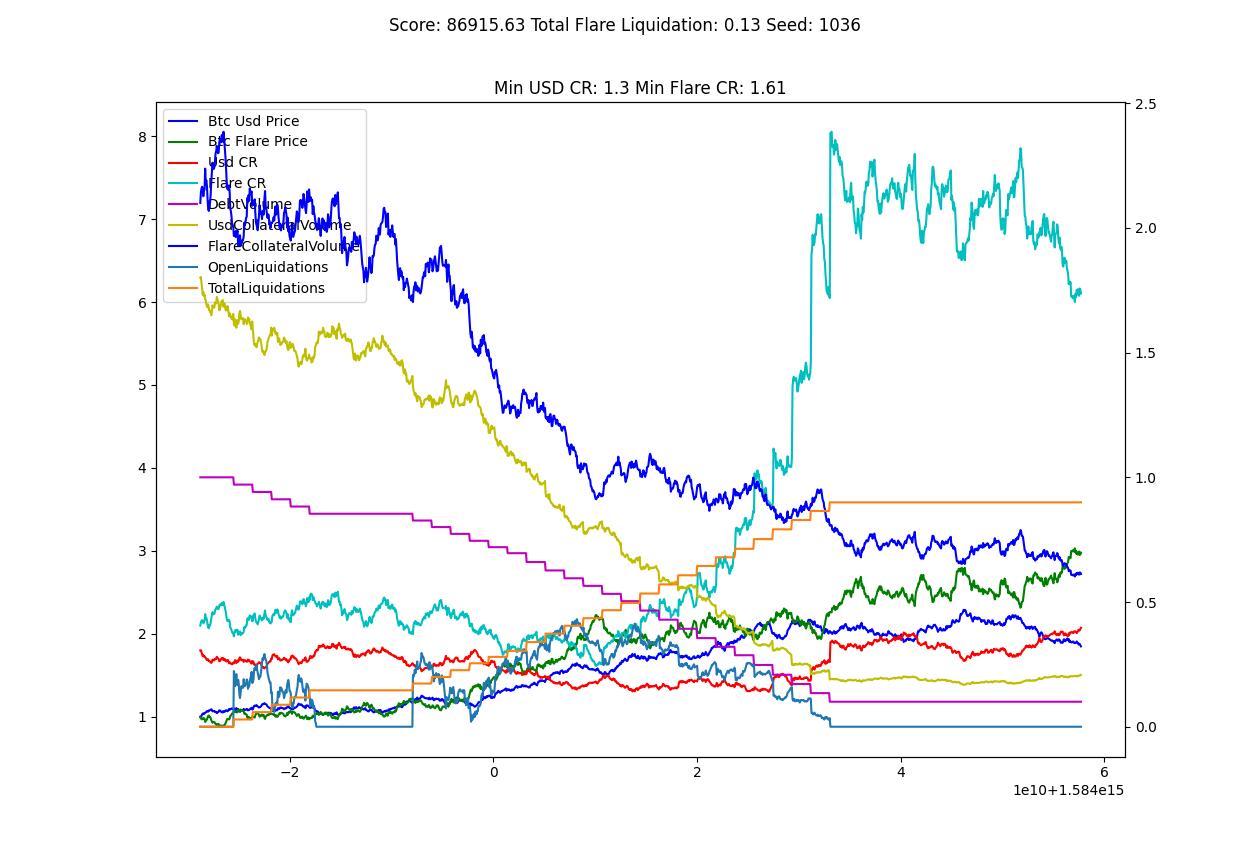 Score: 86915.63 Total Flare Liquidation: 0.13 Seed: 1036
Min USD CR: 1.3 Min Flare CR: 1.61
Btc Usd Price
Btc Flare Price
Usd CR
Flare CR
DebtVolume
UsdCollateralVolume
FlareCollateralVolume
OpenLiquidations
TotalLiquidations
8
7
6
5
4
3
2
1
2.5
2.0
1.5
1.0
0.5
0.0
−2 0 2 4 6
1e10+1.584e15